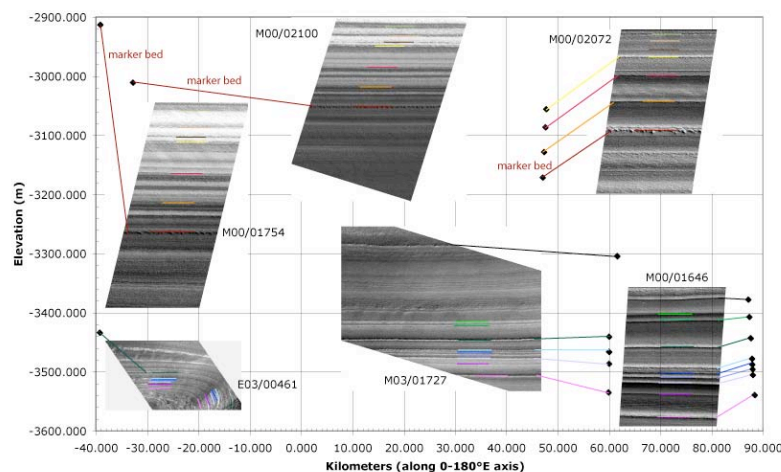 -2900.000
-3000.000
-3100.000
-3200.000
-3300.000
-3400.000
-3500.000
-3600.000
Elevation (m)
marker bed
marker bed
M00/02100
M00/02072
marker bed
M00/01754
M00/01646
M03/01727
E03/00461
-40.000 -30.000 -20.000 -10.000 0.000 10.000 20.000 30.000 40.000 50.000 60.000 70.000 80.000 90.000
Kilometers (along 0-180°E axis)